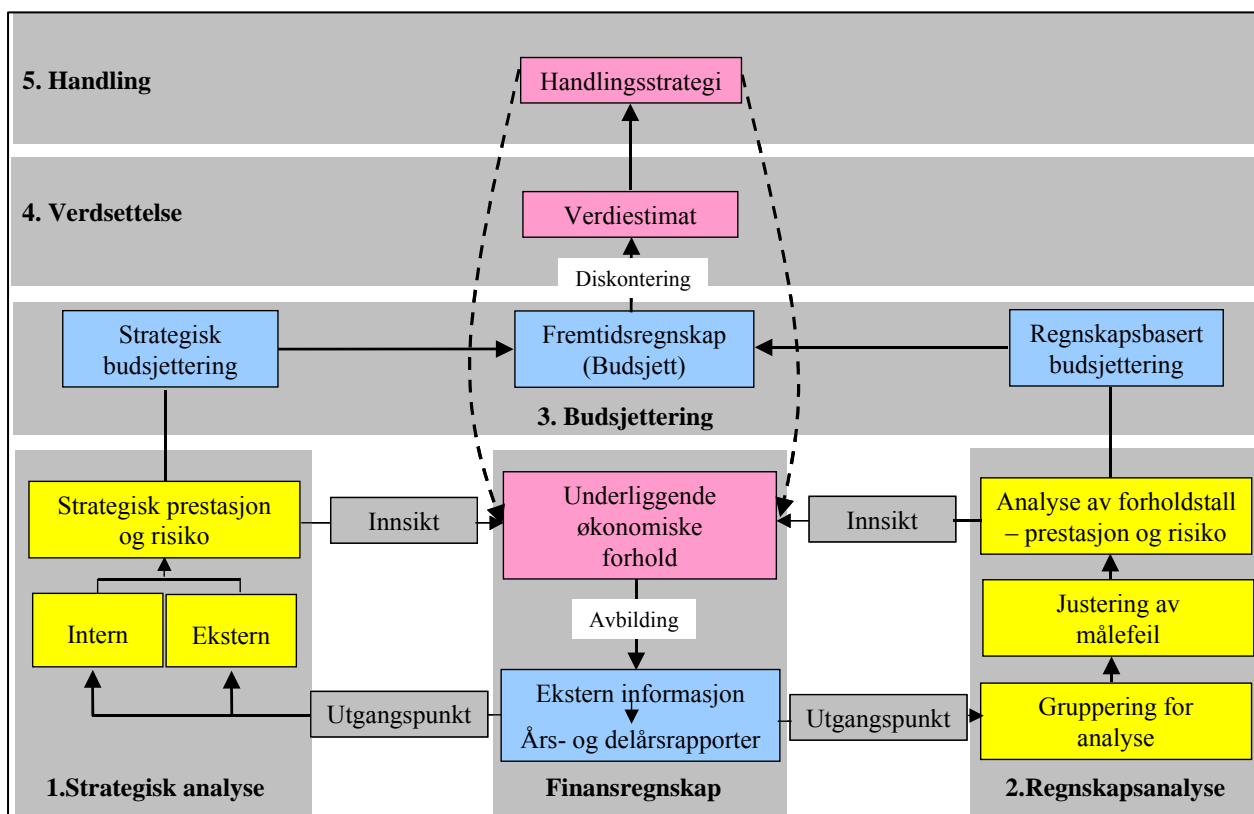 5. Handling
Handlingsstrategi
4. Verdsettelse
Verdiestimat
Diskontering
Strategisk
budsjettering
Fremtidsregnskap
(Budsjett)
Regnskapsbasert
budsjettering
3. Budsjettering
Strategisk prestasjon
og risiko
Innsikt
Underliggende
økonomiske
forhold
Innsikt
Analyse av forholdstall
– prestasjon og risiko
Intern
Ekstern
Avbilding
Justering av
målefeil
Utgangspunkt
Ekstern informasjon
Års- og delårsrapporter
Utgangspunkt
Gruppering for
analyse
1.Strategisk analyse
Finansregnskap
2.Regnskapsanalyse